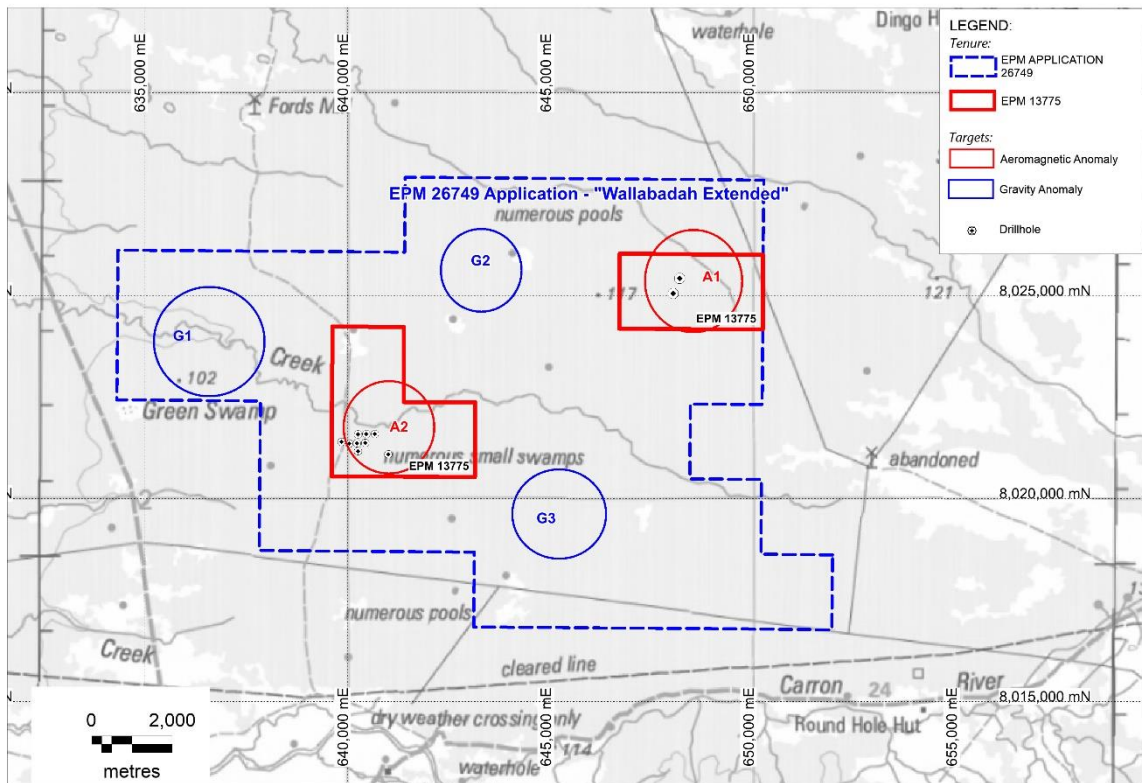 Dingo H
waterhole
LEGEND:
Tenure:
EPM APPLICATION
26749
EPM 13775
Targets:
Aeromagnetic Anomaly
Gravity Anomaly
Drillhole
635,000 mE
640,000 mE
645,000 mE
650,000 mE
Fords M
EPM 26749 Application - "Wallabadah Extended"
numerous pools
G2
A1
117
121
8,025,000 mN
EPM 13775
G1
Creek
102
Green Swamp
A2
numerous small swamps
EPM 13775
abandoned
2
G3
8,020,000 mN
numerous pools
Creek
cleared line
Carron
24
River
8,015,000 mN
0
2,000
metres
640,000 mE
645,000 mE
650,000 mE
655,000 mE
dry weather crossing only
114
waterhole
Round Hole Hut